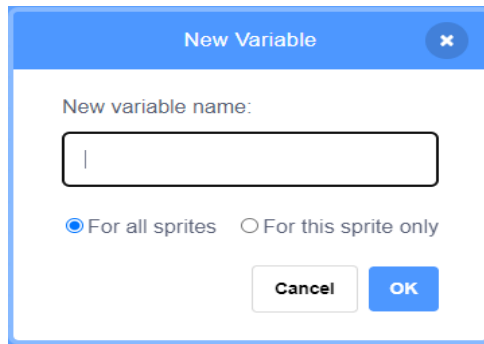 New Variable
New variable name:
For all sprites For this sprite only
Cancel OK